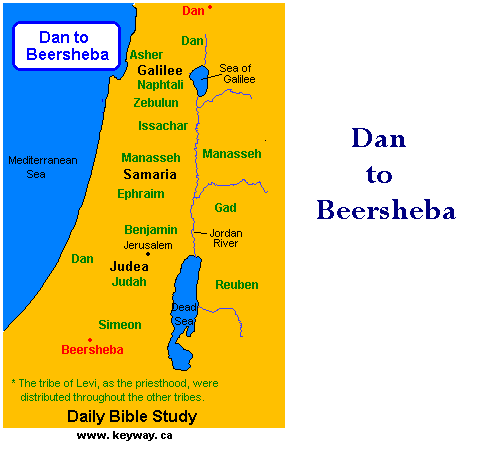 Dan
Dan to
Beersheba
Dan
Asher
Galilee
Sea of
Galilee
Naphtali
Zebulun
Issachar
Mediterranean
Sea
Manasseh
Manasseh
Samaria
Ephraim
Gad
Benjamin
Jordan
River
Jerusalem
Dan
Judea
Judah
Reuben
Dead
Sea
Simeon
Beersheba
* The tribe of Levi, as the priesthood, were
distributed throughout the other tribes.
Daily Bible Study
www.keyway.ca
Dan
to
Beersheba